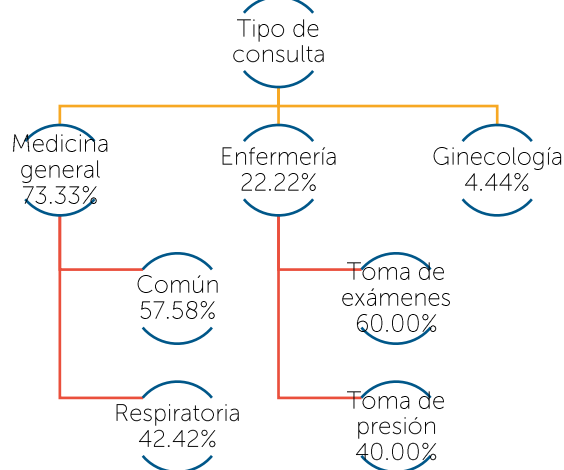 Tipo de
consulta
Medicina
general
73.33%
Enfermería
22.22%
Ginecología
4.44%
Común
57.58%
Toma de
exámenes
60.00%
Respiratoria
42.42%
Toma de
presión
40.00%